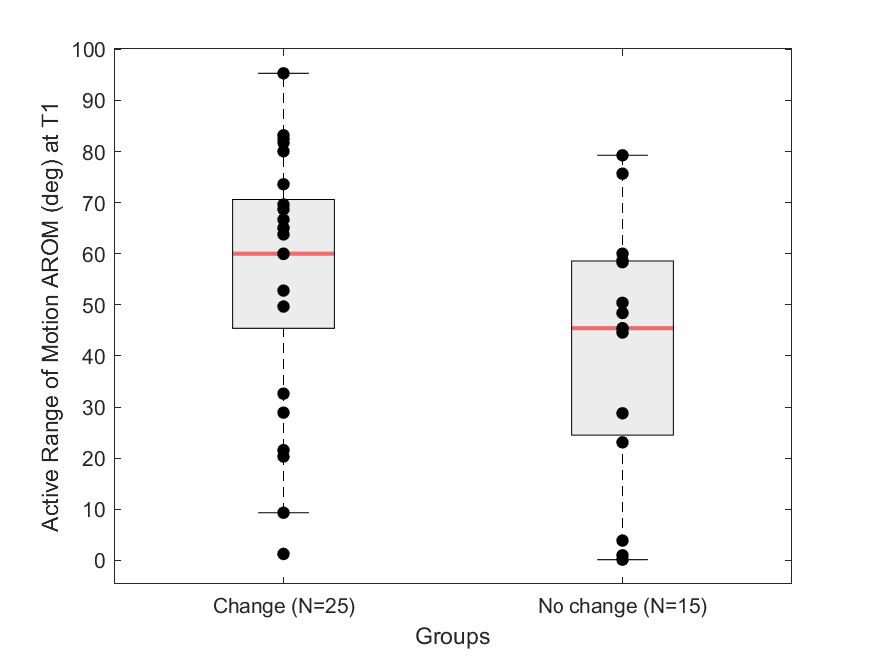 100
90
80
70
60
50
40
30
20
10
0
Active Range of Motion AROM (deg) at T1
Change (N=25)
No change (N=15)
Groups